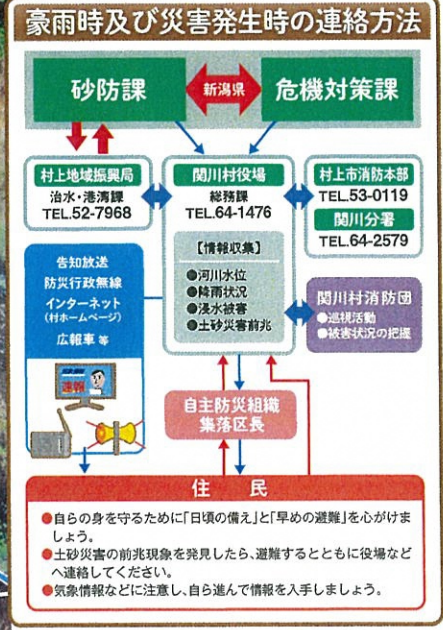 豪雨時及び災害発生時の連絡方法
砂防課
新潟県
危機対策課
村上地域振興局
治水・港湾課
TEL.52-7968
関川村役場
総務課
TEL.64-1476
村上市消防本部
TEL.53-0119
関川分署
TEL.64-2579
【情報収集】
●河川水位
●降雨状況
●浸水被害
●土砂災害前兆
告知放送
防災行政無線
インターネット
(村ホームページ)
広報車 等
速報
関川村消防団
●巡視活動
●被害状況の把握
自主防災組織
集落区長
住民
●自らの身を守るために「日頃の備え」と「早めの避難」を心がけま
しょう。
●土砂災害の前兆現象を発見したら、避難するとともに役場など
へ連絡してください。
●気象情報などに注意し、自ら進んで情報を入手しましょう。